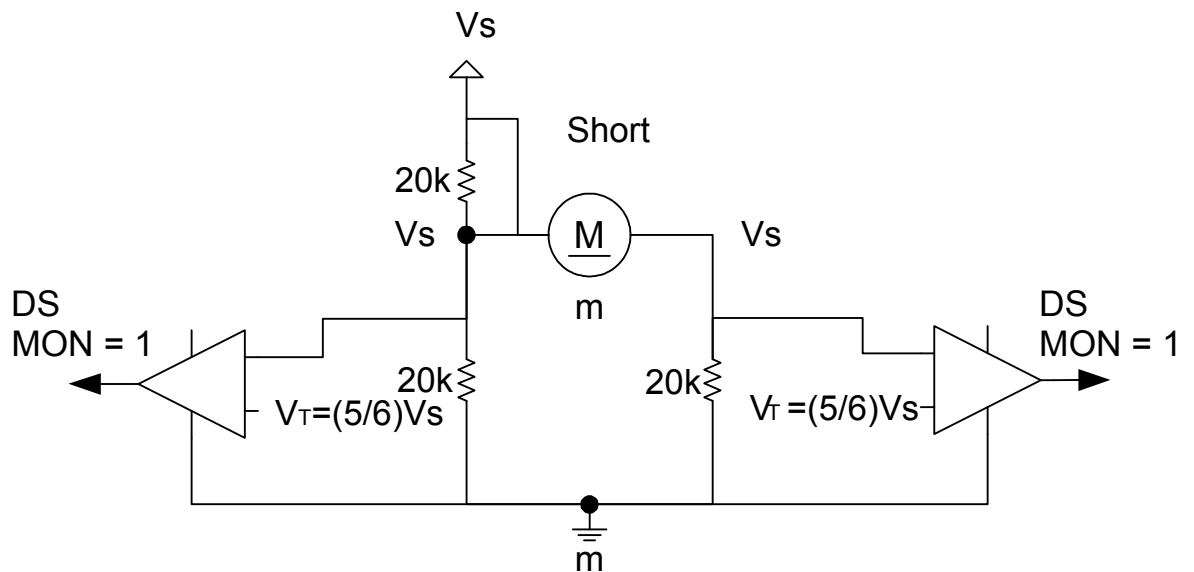 Vs
Short
20k
Vs
M
Vs
m
DS
MON = 1
DS
MON = 1
20k
20k
VT=(5/6)Vs
VT=(5/6)Vs
m